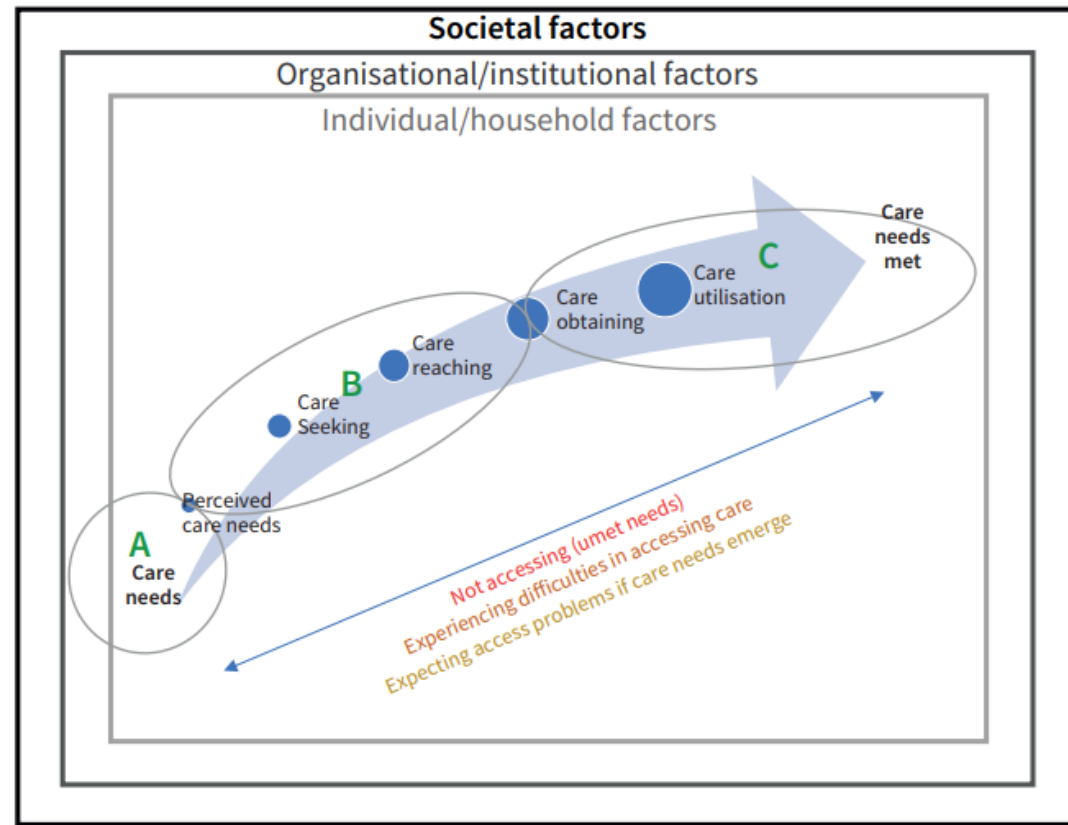 Societal factors
Organisational/institutional factors
Individual/household factors
Care
needs
met
C
Care
utilisation
Care
obtaining
Care
reaching
B
Care
Seeking
Perceived
care needs
A
Care
needs
Not accessing (umet needs)
Experiencing difficulties in accessing care
Expecting access problems if care needs emerge